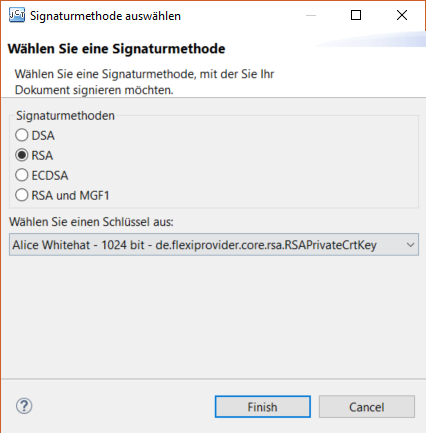 JCT Signaturmethode auswählen
Wählen Sie eine Signaturmethode
Wählen Sie eine Signaturmethode, mit der Sie Ihr
Dokument signieren möchten.
Signaturmethoden
DSA
RSA
ECDSA
RSA und MGF1
Wählen Sie einen Schlüssel aus:
Alice Whitehat - 1024 bit - de.flexiprovider.core.rsa.RSAPrivateCrtKey
?
Finish
Cancel